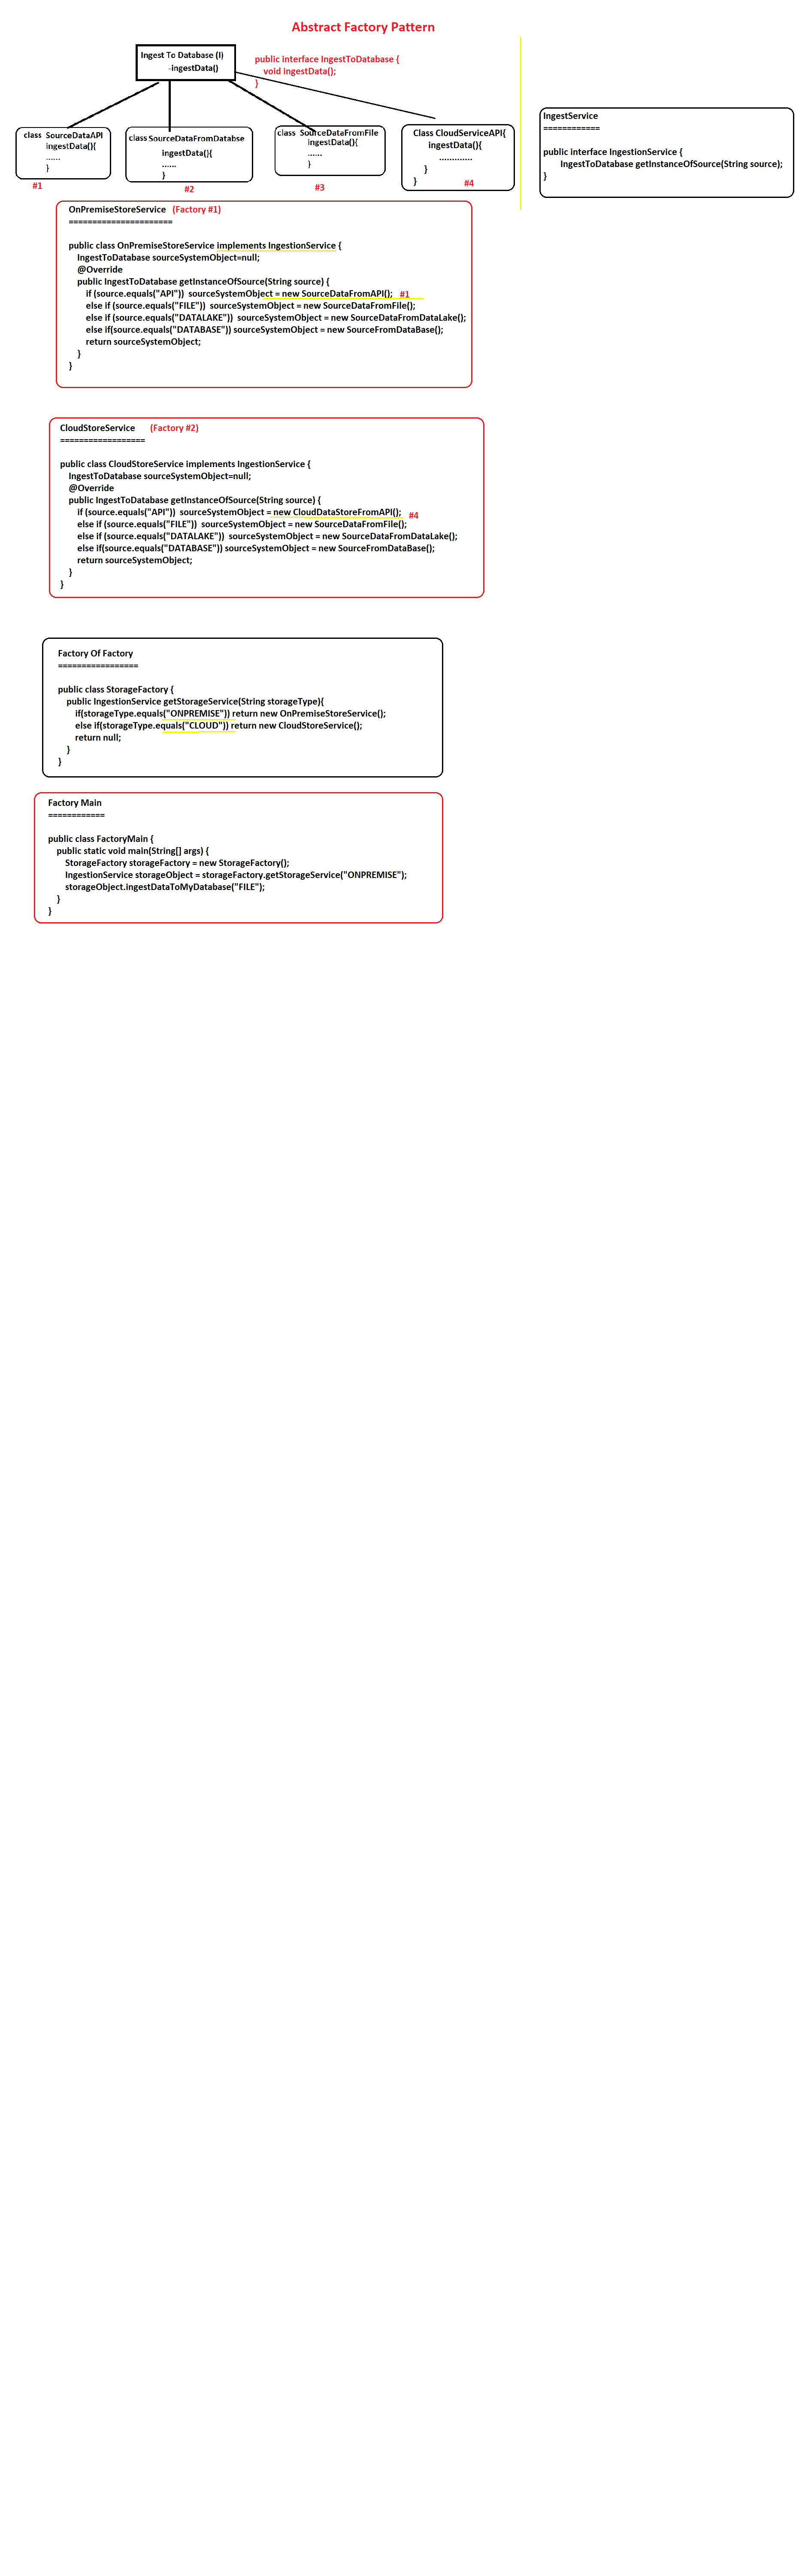 Abstract Factory Pattern
Ingest To Database (I)
-ingestData()
public interface IngestToDatabase {
void ingestData();
}
class SourceDataAPI
ingestData(){
......
}
#1
class SourceDataFromDatabse
ingestData(){
......
}
#2
class SourceDataFromFile
ingestData(){
......
}
#3
Class CloudServiceAPI{
ingestData(){
.............
}
}
#4
IngestService
============
public interface IngestionService {
IngestToDatabase getInstanceOfSource(String source);
}
OnPremiseStoreService (Factory #1)
======================
public class OnPremiseStoreService implements IngestionService {
IngestToDatabase sourceSystemObject=null;
@Override
public IngestToDatabase getInstanceOfSource(String source) {
if (source.equals("API")) sourceSystemObject = new SourceDataFromAPI(); #1
else if (source.equals("FILE")) sourceSystemObject = new SourceDataFromFile();
else if (source.equals("DATALAKE")) sourceSystemObject = new SourceDataFromDataLake();
else if(source.equals("DATABASE")) sourceSystemObject = new SourceFromDataBase();
return sourceSystemObject;
}
}
CloudStoreService (Factory #2)
==================
public class CloudStoreService implements IngestionService {
IngestToDatabase sourceSystemObject=null;
@Override
public IngestToDatabase getInstanceOfSource(String source) {
if (source.equals("API")) sourceSystemObject = new CloudDataStoreFromAPI(); #4
else if (source.equals("FILE")) sourceSystemObject = new SourceDataFromFile();
else if (source.equals("DATALAKE")) sourceSystemObject = new SourceDataFromDataLake();
else if(source.equals("DATABASE")) sourceSystemObject = new SourceFromDataBase();
return sourceSystemObject;
}
}
Factory Of Factory
=================
public class StorageFactory {
public IngestionService getStorageService(String storageType){
if(storageType.equals("ONPREMISE")) return new OnPremiseStoreService();
else if(storageType.equals("CLOUD")) return new CloudStoreService();
return null;
}
}
Factory Main
============
public class FactoryMain {
public static void main(String[] args) {
StorageFactory storageFactory = new StorageFactory();
IngestionService storageObject = storageFactory.getStorageService("ONPREMISE");
storageObject.ingestDataToMyDatabase("FILE");
}
}